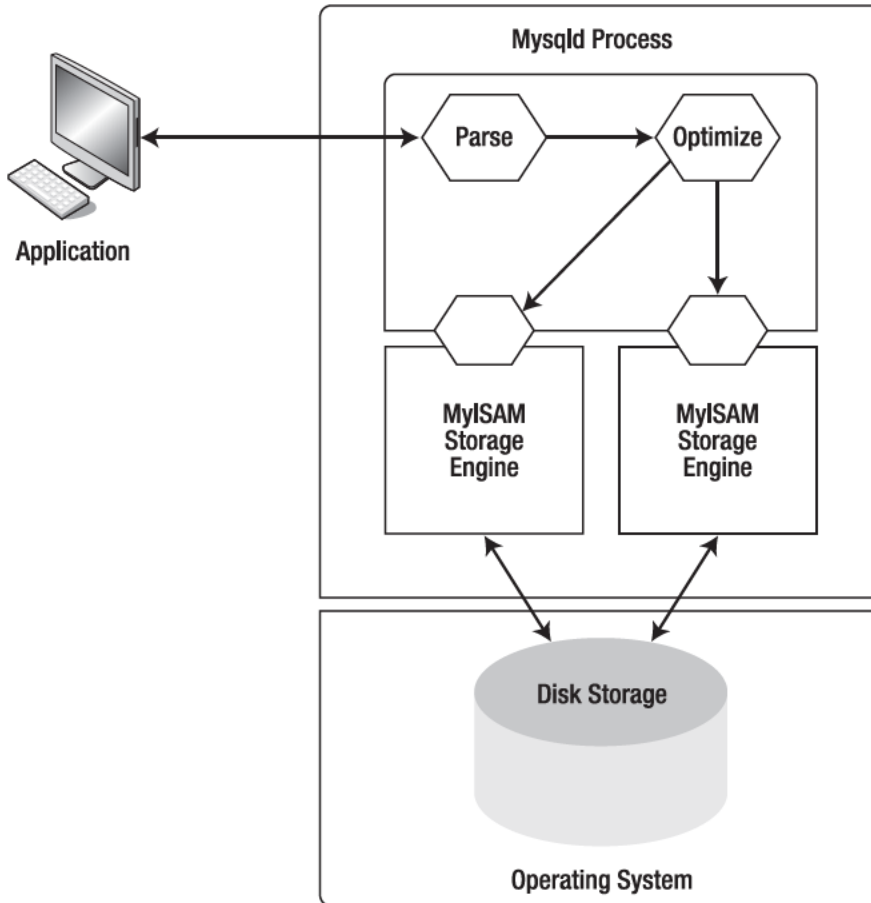 Mysqld Process
Parse
Optimize
Application
MyISAM
Storage
Engine
MyISAM
Storage
Engine
Disk Storage
Operating System